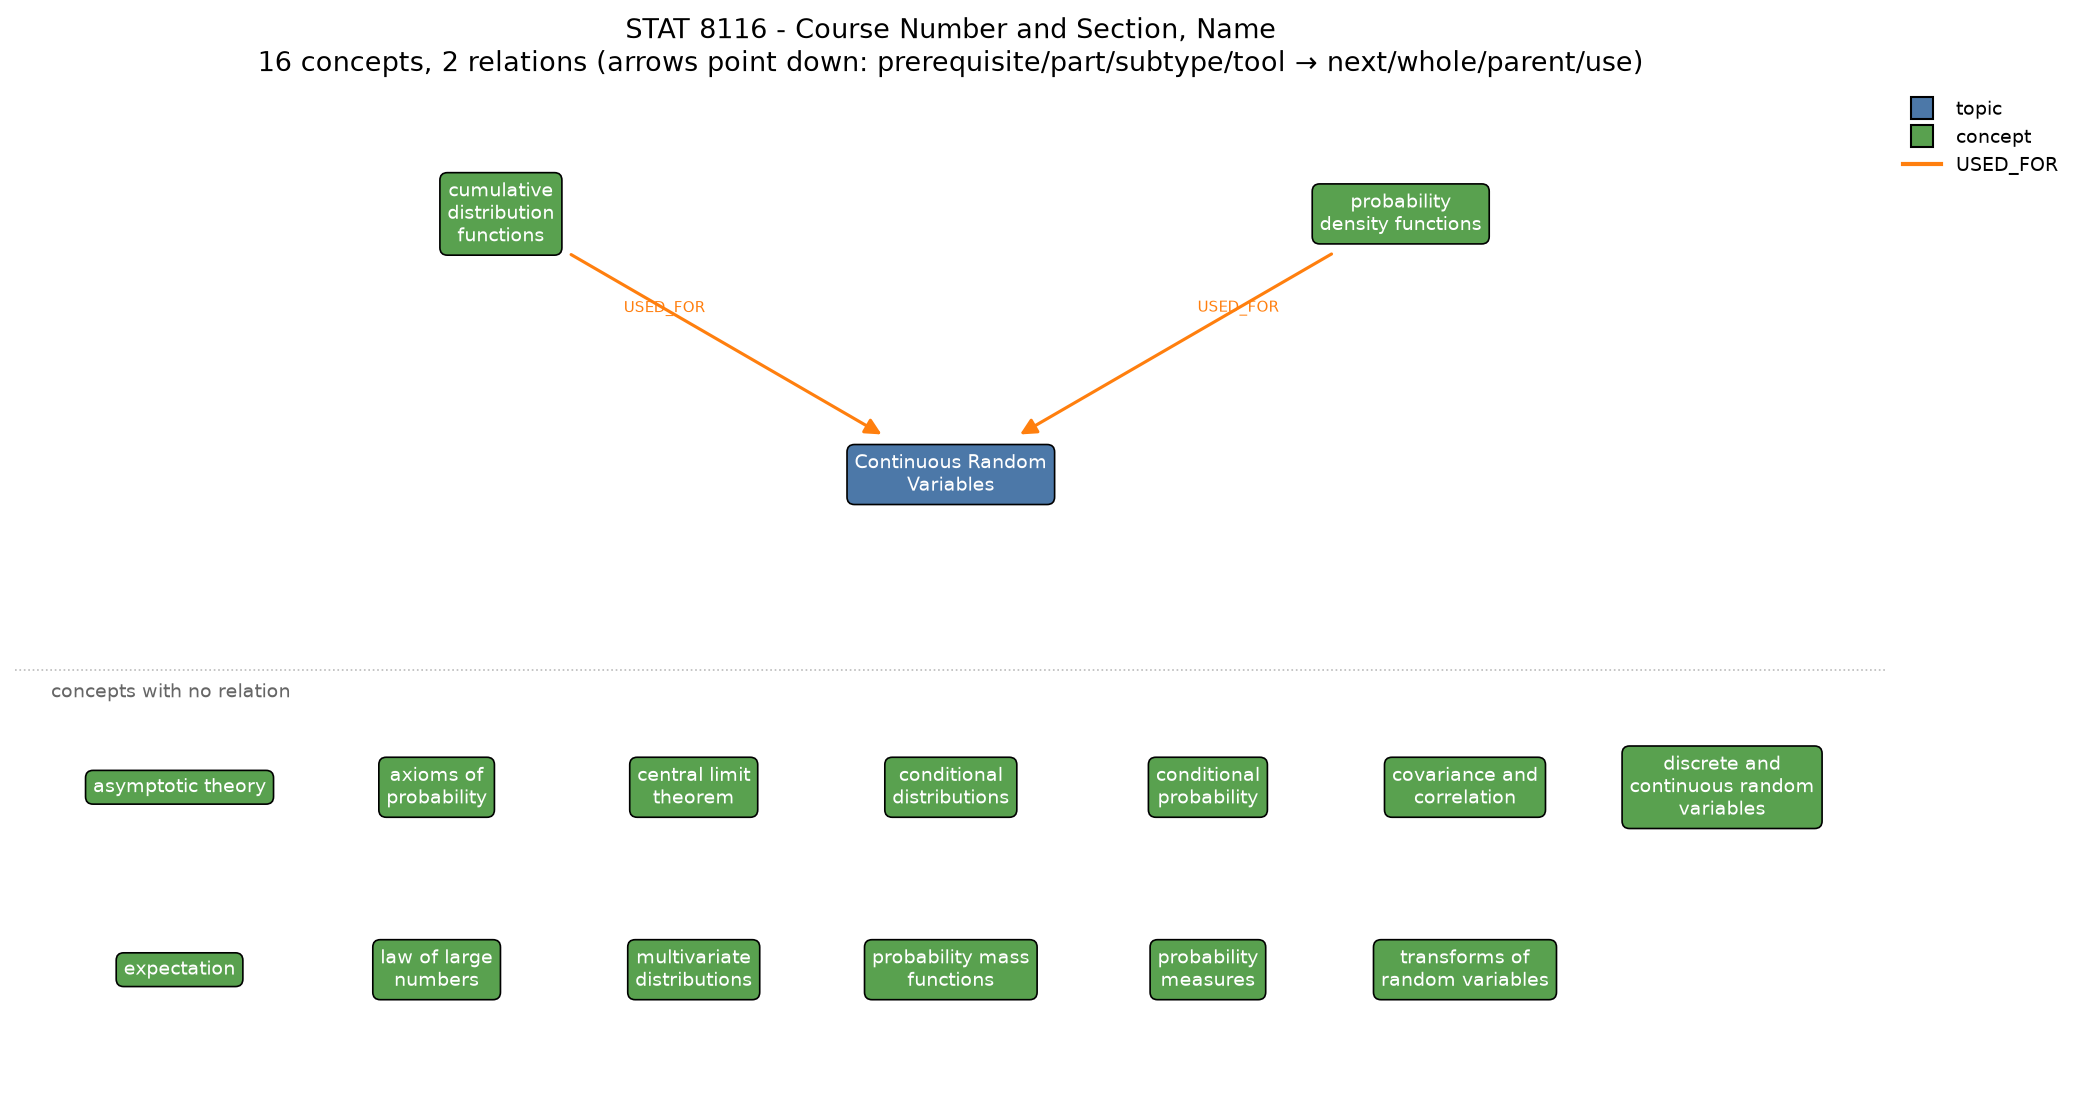 STAT 8116 - Course Number and Section, Name
16 concepts, 2 relations (arrows point down: prerequisite/part/subtype/tool → next/whole/parent/use)
topic
concept
USED_FOR
cumulative
distribution
functions
probability
density functions
USED_FOR
USED_FOR
Continuous Random
Variables
concepts with no relation
asymptotic theory
axioms of
probability
central limit
theorem
conditional
distributions
conditional
probability
covariance and
correlation
discrete and
continuous random
variables
expectation
law of large
numbers
multivariate
distributions
probability mass
functions
probability
measures
transforms of
random variables